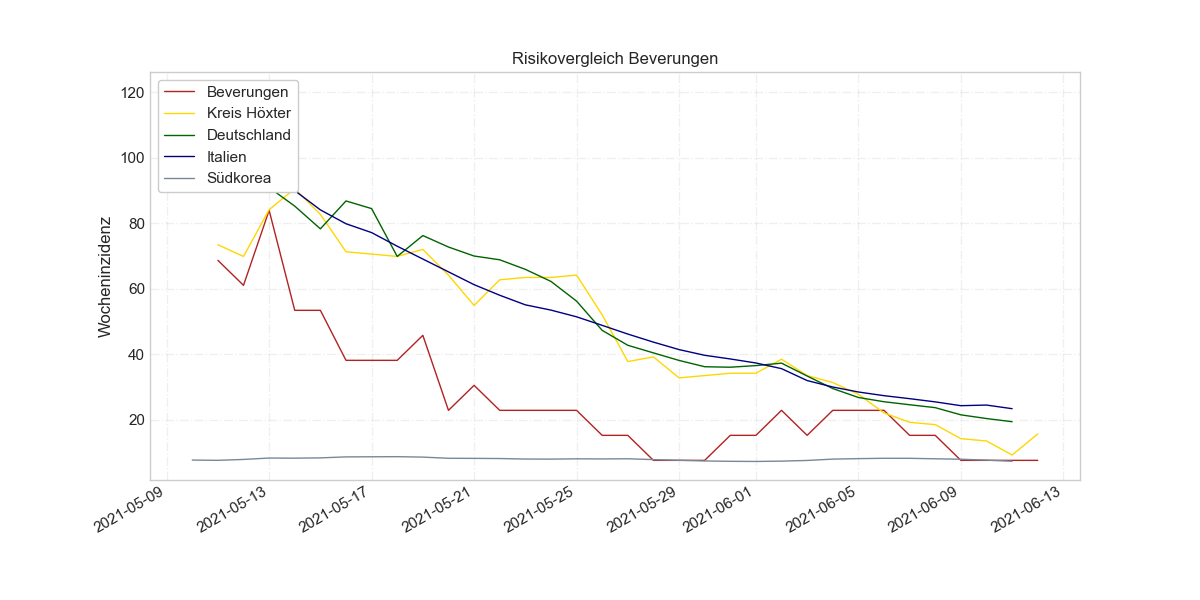 Risikovergleich Beverungen
Wocheninzidenz
120
100
80
60
40
20
Beverungen
Kreis Höxter
Deutschland
Italien
Südkorea
2021-05-09
2021-05-13
2021-05-17
2021-05-21
2021-05-25
2021-05-29
2021-06-01
2021-06-05
2021-06-09
2021-06-13